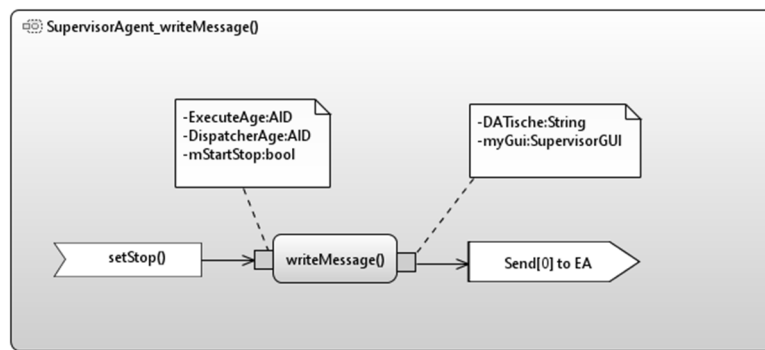 SupervisorAgent_writeMessage()
-ExecuteAge:AID
-DispatcherAge:AID
-mStartStop:bool
-DATische:String
-myGui:SupervisorGUI
setStop()
writeMessage()
Send[0] to EA